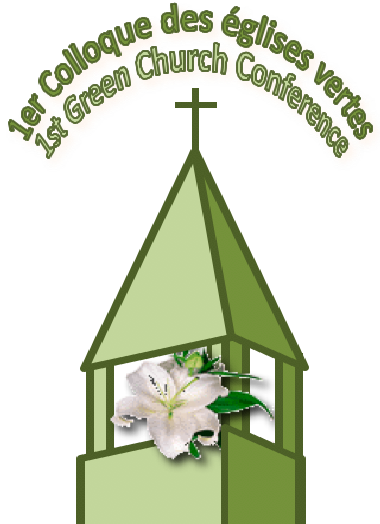 1er Colloque des églises vertes
1st Green Church Conference